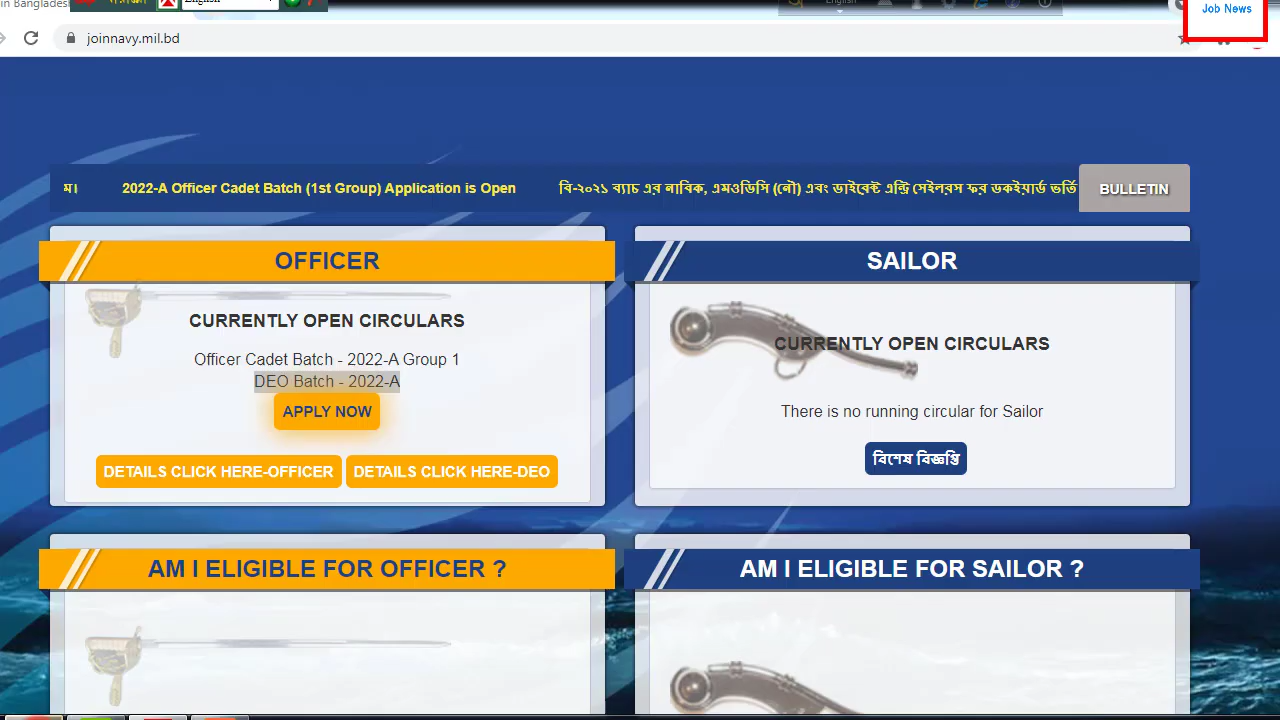 in Bangladesh
English
Job News
joinnavy.mil.bd
ম।
2022-A Officer Cadet Batch (1st Group) Application is Open
বি-২০২১ ব্যাচ এর নাবিক, এমওডিসি (নৌ) এবং ডাইরেক্ট এন্ট্রি সেইলরস ফর ডকইয়ার্ড ভর্তি
BULLETIN
OFFICER
CURRENTLY OPEN CIRCULARS
Officer Cadet Batch - 2022-A Group 1
DEO Batch - 2022-A
APPLY NOW
DETAILS CLICK HERE-OFFICER
DETAILS CLICK HERE-DEO
SAILOR
CURRENTLY OPEN CIRCULARS
There is no running circular for Sailor
বিশেষ বিজ্ঞপ্তি
AM I ELIGIBLE FOR OFFICER ?
AM I ELIGIBLE FOR SAILOR ?